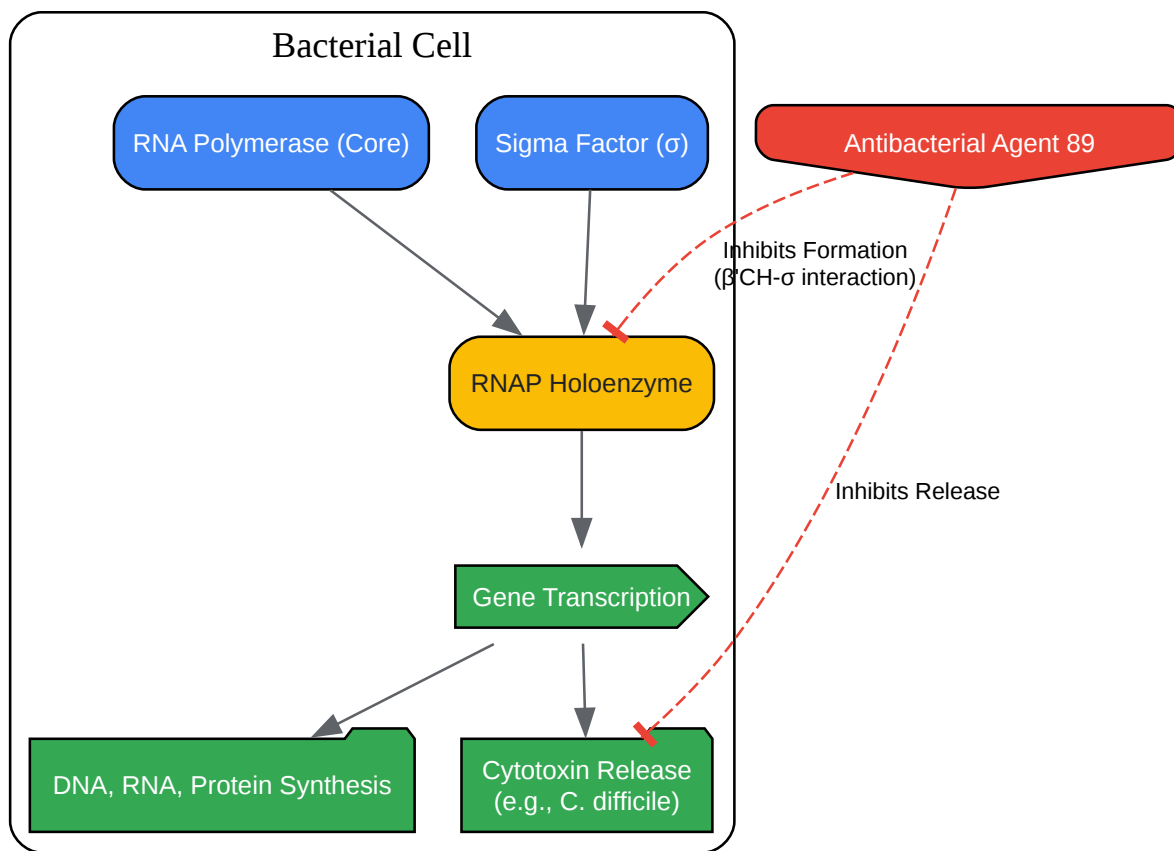 Bacterial Cell
RNA Polymerase (Core)
Sigma Factor (σ)
Antibacterial Agent 89
Inhibits Formation
(β'CH-σ interaction)
RNAP Holoenzyme
Inhibits Release
Gene Transcription
DNA, RNA, Protein Synthesis
Cytotoxin Release
(e.g., C. difficile)